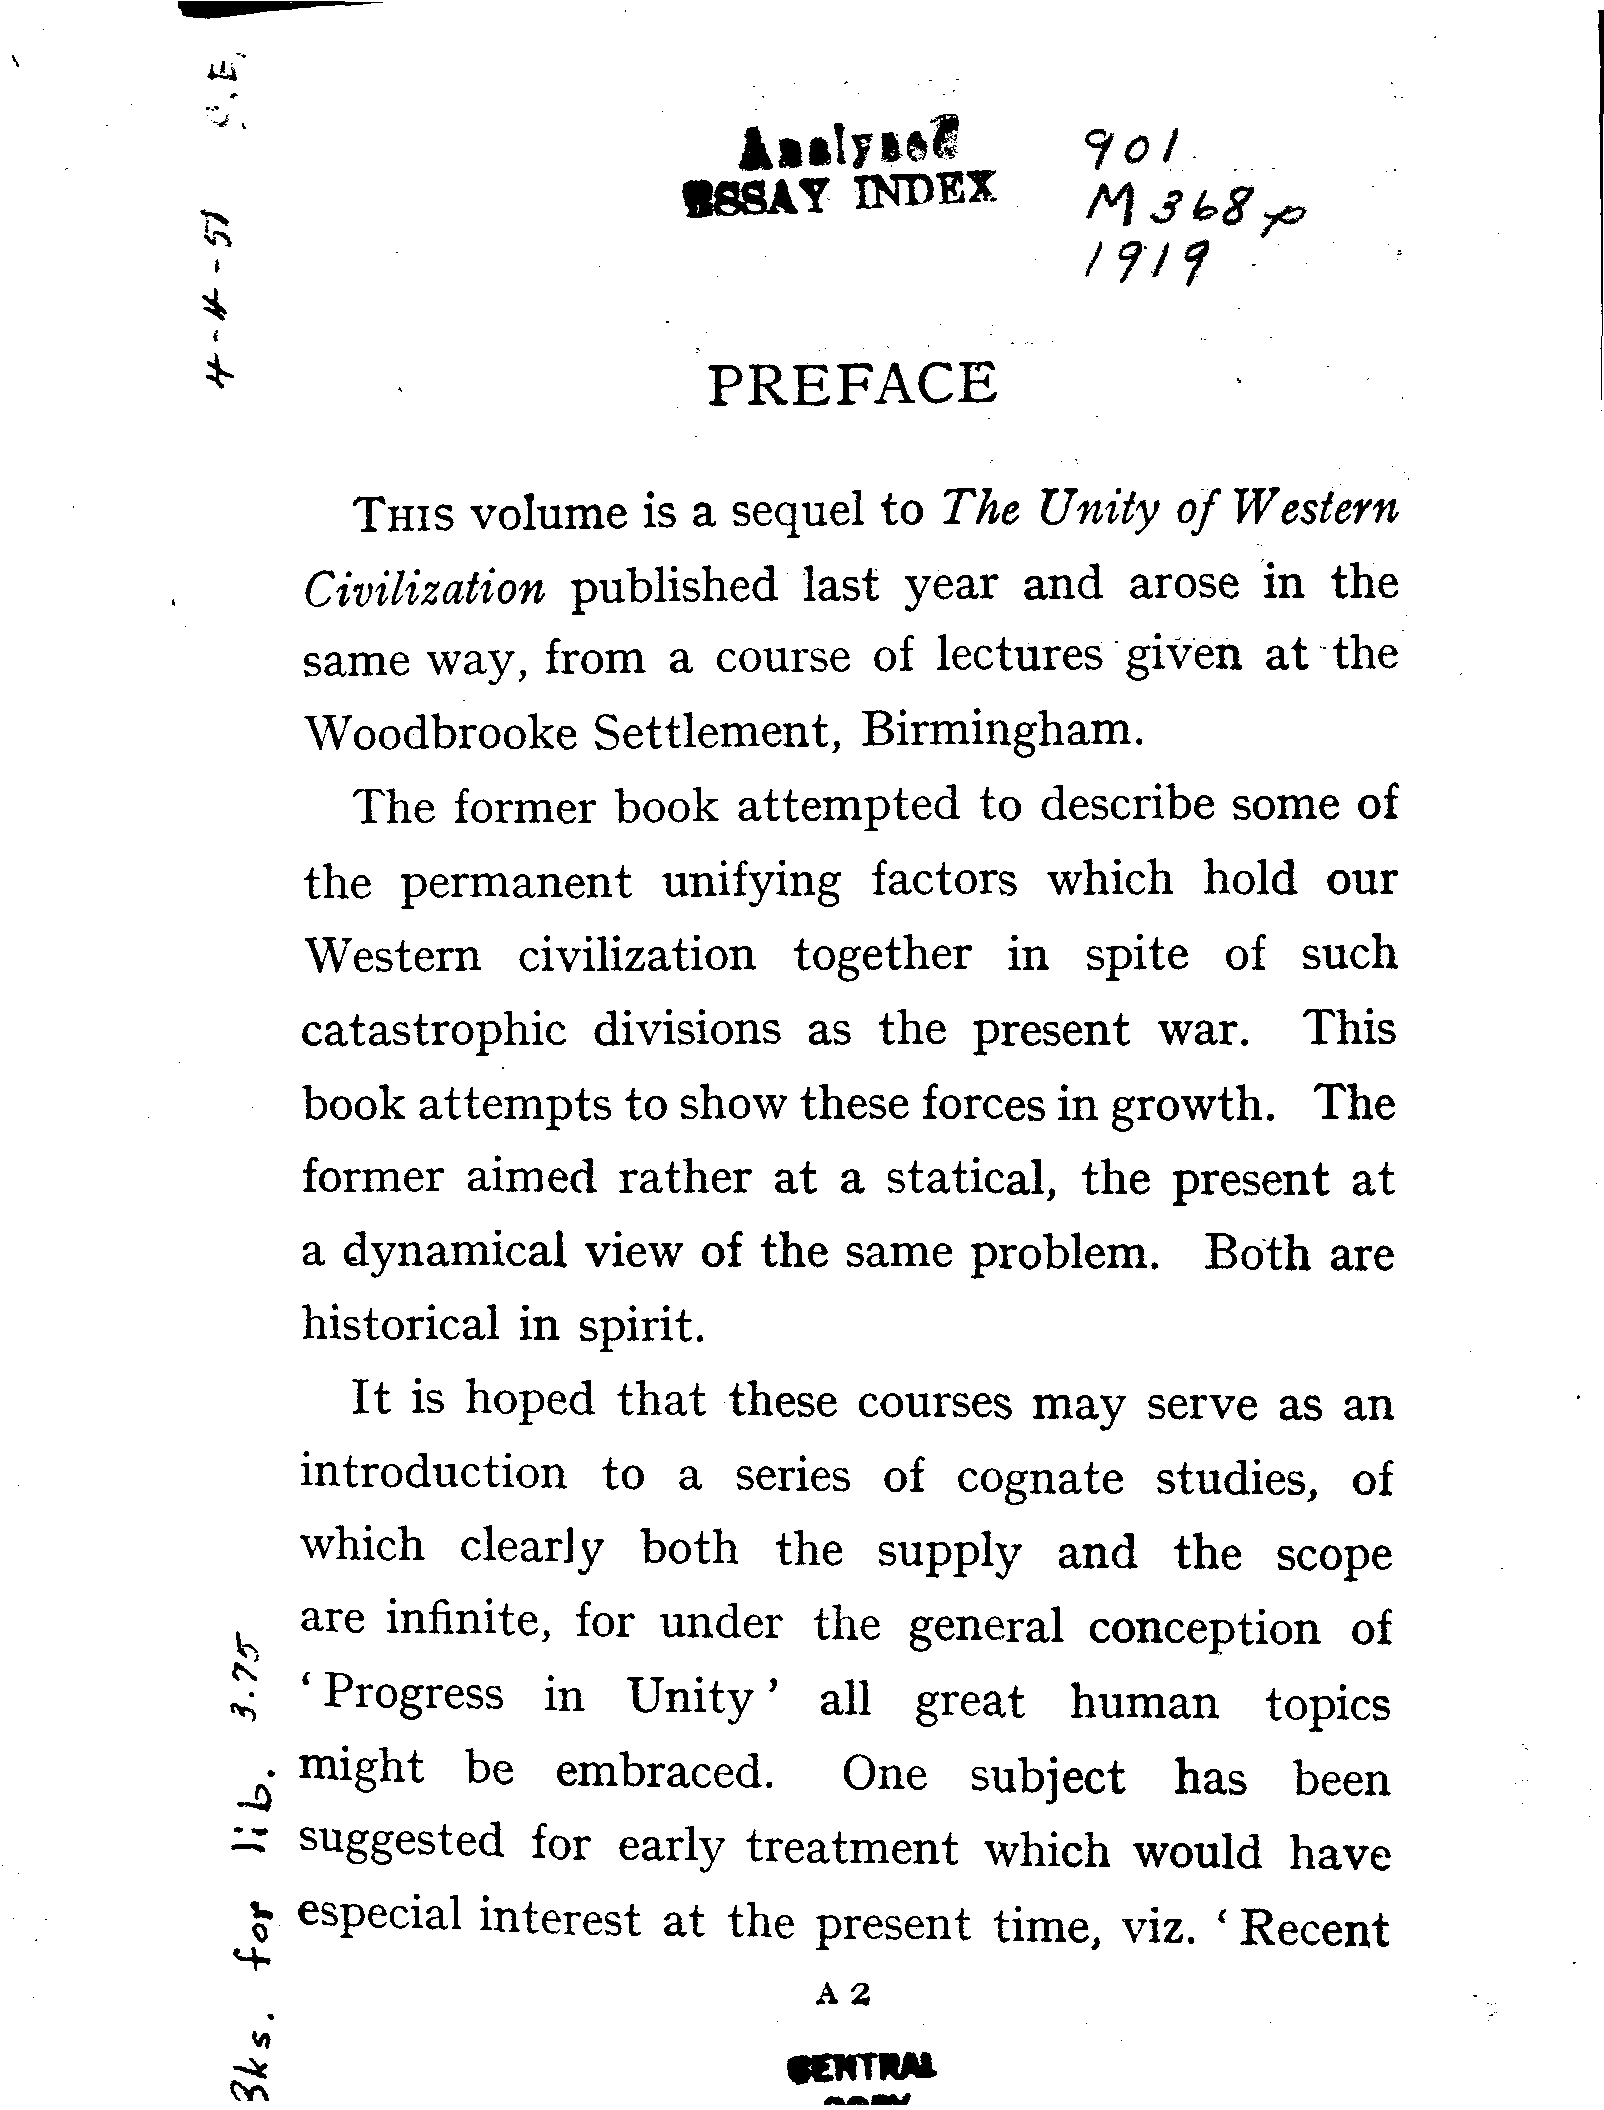 Analysed
ESSAY INDEX
901
M368p
1919
4-4-51
PREFACE
THIS volume is a sequel to The Unity of Western
Civilization published last year and arose in the
same way, from a course of lectures given at the
Woodbrooke Settlement, Birmingham.
The former book attempted to describe some of
the permanent unifying factors which hold our
Western civilization together in spite of such
catastrophic divisions as the present war. This
book attempts to show these forces in growth. The
former aimed rather at a statical, the present at
a dynamical view of the same problem. Both are
historical in spirit.
It is hoped that these courses may serve as an
introduction to a series of cognate studies, of
which clearly both the supply and the scope
are infinite, for under the general conception of
‘Progress in Unity’ all great human topics
might be embraced. One subject has been
suggested for early treatment which would have
especial interest at the present time, viz. ‘Recent
A 2
Bks. for lib. 3.75
CENTRAL
COPY